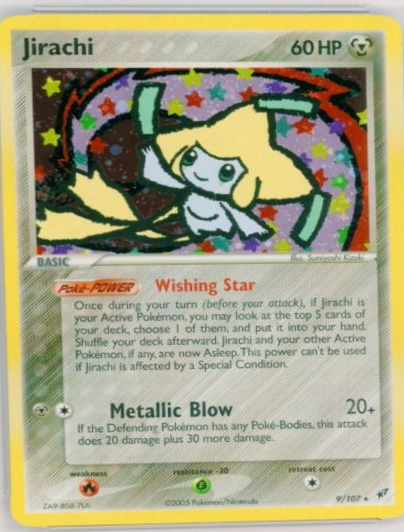 Jirachi 60 HP
BASIC Illus. Sumiyoshi Kizuki
Poké-POWER Wishing Star
Once during your turn (before your attack), if Jirachi is
your Active Pokémon, you may look at the top 5 cards of
your deck, choose 1 of them, and put it into your hand.
Shuffle your deck afterward. Jirachi and your other Active
Pokémon, if any, are now Asleep. This power can't be used
if Jirachi is affected by a Special Condition.
Metallic Blow 20+
If the Defending Pokémon has any Poké-Bodies, this attack
does 20 damage plus 30 more damage.
weakness resistance -30 retreat cost
ZA9-8S8-7LA ©2005 Pokémon/Nintendo 9/107 ★